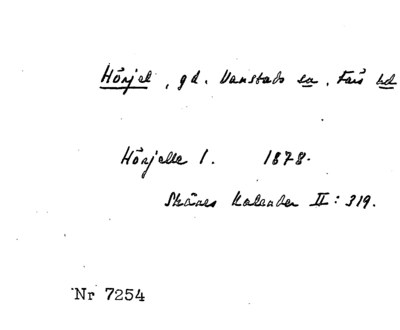 Hörjel, gd. Vanstads sn, Färs hd
Hörjelle 1. 1878.
Skånes Kalender II: 319.
Nr 7254